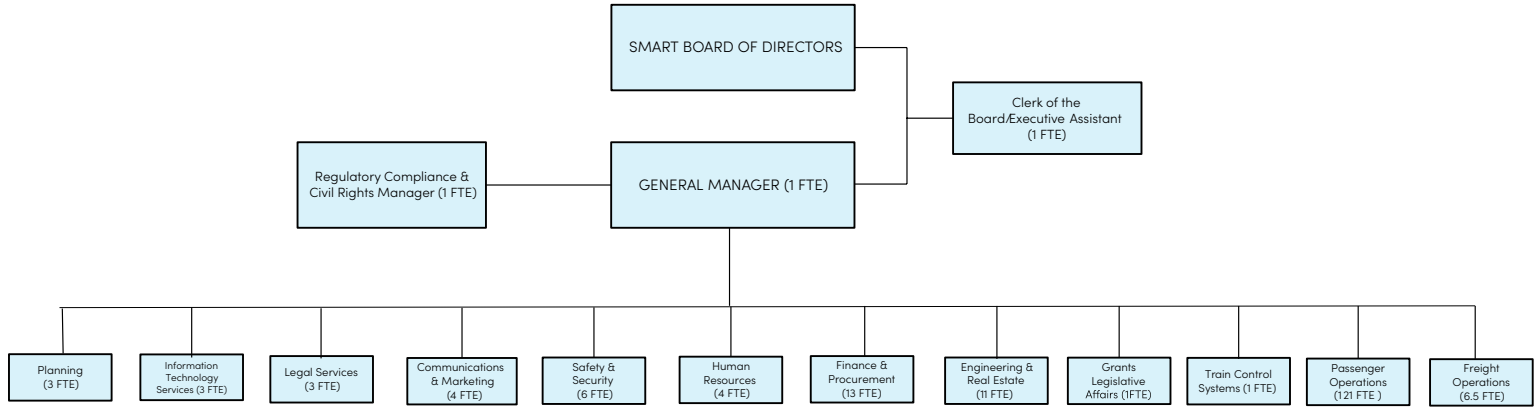 SMART BOARD OF DIRECTORS
Clerk of the
Board/Executive Assistant
(1 FTE)
Regulatory Compliance &
Civil Rights Manager (1 FTE)
GENERAL MANAGER (1 FTE)
Planning
(3 FTE)
Information
Technology
Services (3 FTE)
Legal Services
(3 FTE)
Communications
& Marketing
(4 FTE)
Safety &
Security
(6 FTE)
Human
Resources
(4 FTE)
Finance &
Procurement
(13 FTE)
Engineering &
Real Estate
(11 FTE)
Grants
Legislative
Affairs (1FTE)
Train Control
Systems (1 FTE)
Passenger
Operations
(121 FTE )
Freight
Operations
(6.5 FTE)